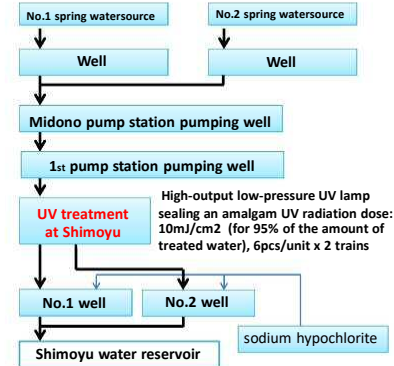 No.1 spring watersource
No.2 spring watersource
Well
Well
Midono pump station pumping well
1st pump station pumping well
UV treatment
at Shimoyu
High-output low-pressure UV lamp
sealing an amalgam UV radiation dose:
10mJ/cm2 (for 95% of the amount of
treated water), 6pcs/unit x 2 trains
No.1 well
No.2 well
sodium hypochlorite
Shimoyu water reservoir